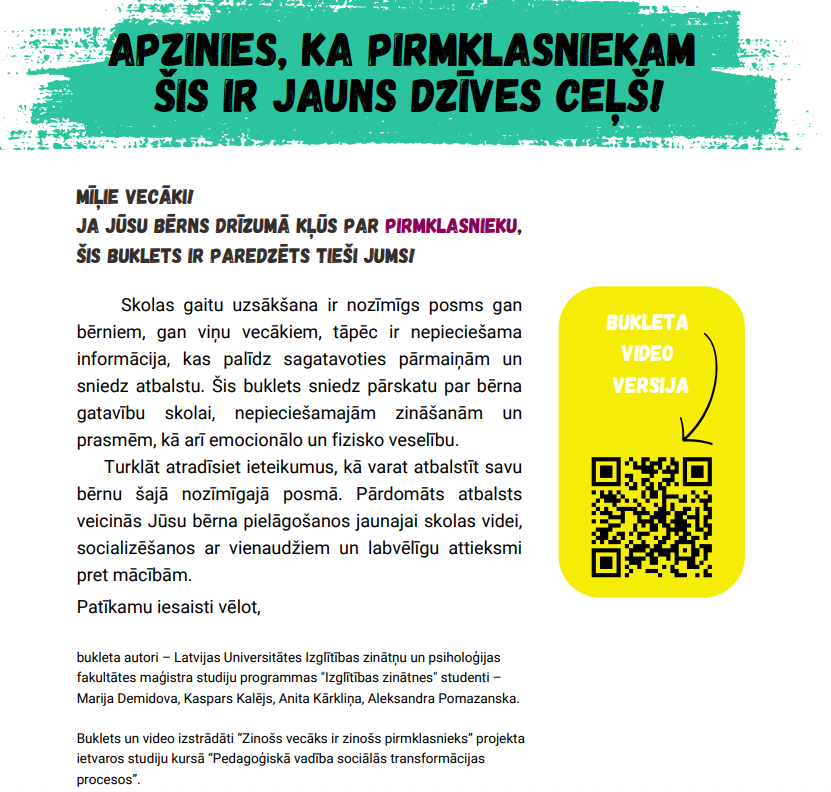 APZINIES, KA PIRMKLASNIEKAM
ŠIS IR JAUNS DZĪVES CEĻŠ!
MĪĻIE VECĀKI!
JA JŪSU BĒRNS DRĪZUMĀ KĻŪS PAR PIRMKLASNIEKU,
ŠIS BUKLETS IR PAREDZĒTS TIEŠI JUMS!
Skolas gaitu uzsākšana ir nozīmīgs posms gan
bērniem, gan viņu vecākiem, tāpēc ir nepieciešama
informācija, kas palīdz sagatavoties pārmaiņām un
sniedz atbalstu. Šis buklets sniedz pārskatu par bērna
gatavību skolai, nepieciešamajām zināšanām un
prasmēm, kā arī emocionālo un fizisko veselību.
Turklāt atradīsiet ieteikumus, kā varat atbalstīt savu
bērnu šajā nozīmīgajā posmā. Pārdomāts atbalsts
veicinās Jūsu bērna pielāgošanos jaunajai skolas videi,
socializēšanos ar vienaudžiem un labvēlīgu attieksmi
pret mācībām.
Patīkamu iesaisti vēlot,
BUKLETA
VIDEO
VERSIJA
bukleta autori – Latvijas Universitātes Izglītības zinātņu un psiholoģijas
fakultātes maģistra studiju programmas "Izglītības zinātnes" studenti –
Marija Demidova, Kaspars Kalējs, Anita Kārkliņa, Aleksandra Pomazanska.
Buklets un video izstrādāti “Zinošs vecāks ir zinošs pirmklasnieks” projekta
ietvaros studiju kursā “Pedagoģiskā vadība sociālās transformācijas
procesos”.